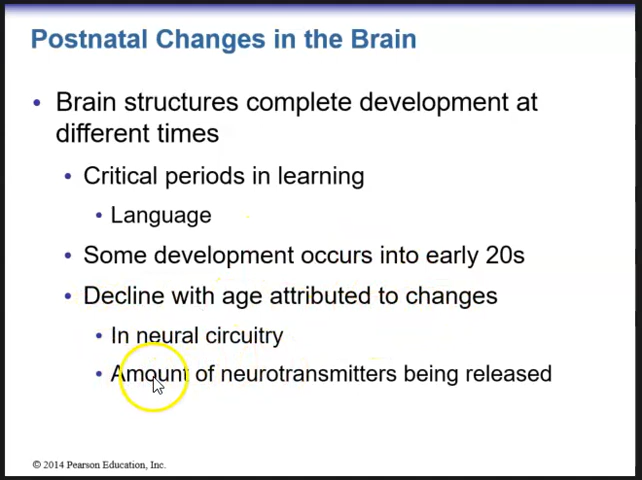 Postnatal Changes in the Brain
• Brain structures complete development at
different times
• Critical periods in learning
• Language
• Some development occurs into early 20s
• Decline with age attributed to changes
• In neural circuitry
• Amount of neurotransmitters being released
© 2014 Pearson Education, Inc.